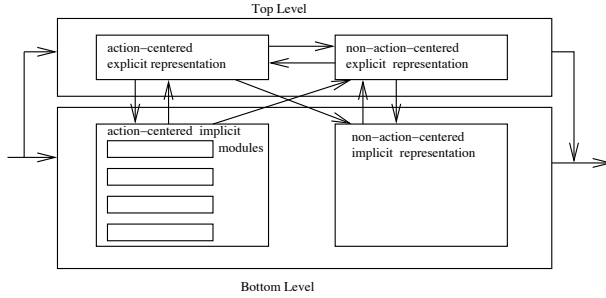 Top Level
action-centered
explicit representation
non-action-centered
explicit representation
action-centered implicit
modules
non-action-centered
implicit representation
Bottom Level